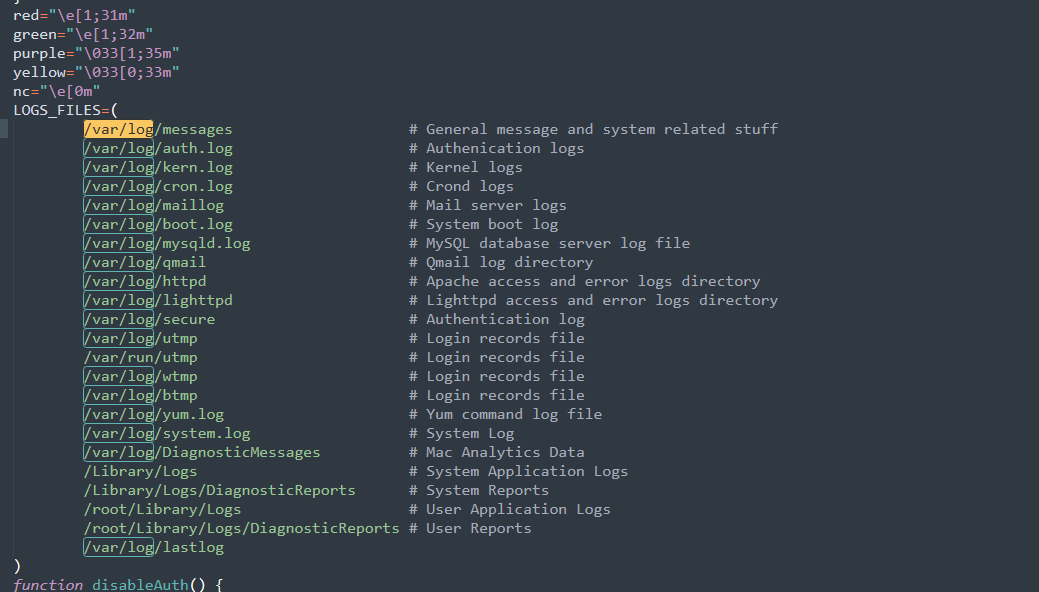 }
red="\e[1;31m"
green="\e[1;32m"
purple="\033[1;35m"
yellow="\033[0;33m"
nc="\e[0m"
LOGS_FILES=(
/var/log/messages # General message and system related stuff
/var/log/auth.log # Authenication logs
/var/log/kern.log # Kernel logs
/var/log/cron.log # Crond logs
/var/log/maillog # Mail server logs
/var/log/boot.log # System boot log
/var/log/mysqld.log # MySQL database server log file
/var/log/qmail # Qmail log directory
/var/log/httpd # Apache access and error logs directory
/var/log/lighttpd # Lighttpd access and error logs directory
/var/log/secure # Authentication log
/var/log/utmp # Login records file
/var/run/utmp # Login records file
/var/log/wtmp # Login records file
/var/log/btmp # Login records file
/var/log/yum.log # Yum command log file
/var/log/system.log # System Log
/var/log/DiagnosticMessages # Mac Analytics Data
/Library/Logs # System Application Logs
/Library/Logs/DiagnosticReports # System Reports
/root/Library/Logs # User Application Logs
/root/Library/Logs/DiagnosticReports # User Reports
/var/log/lastlog
)
function disableAuth() {